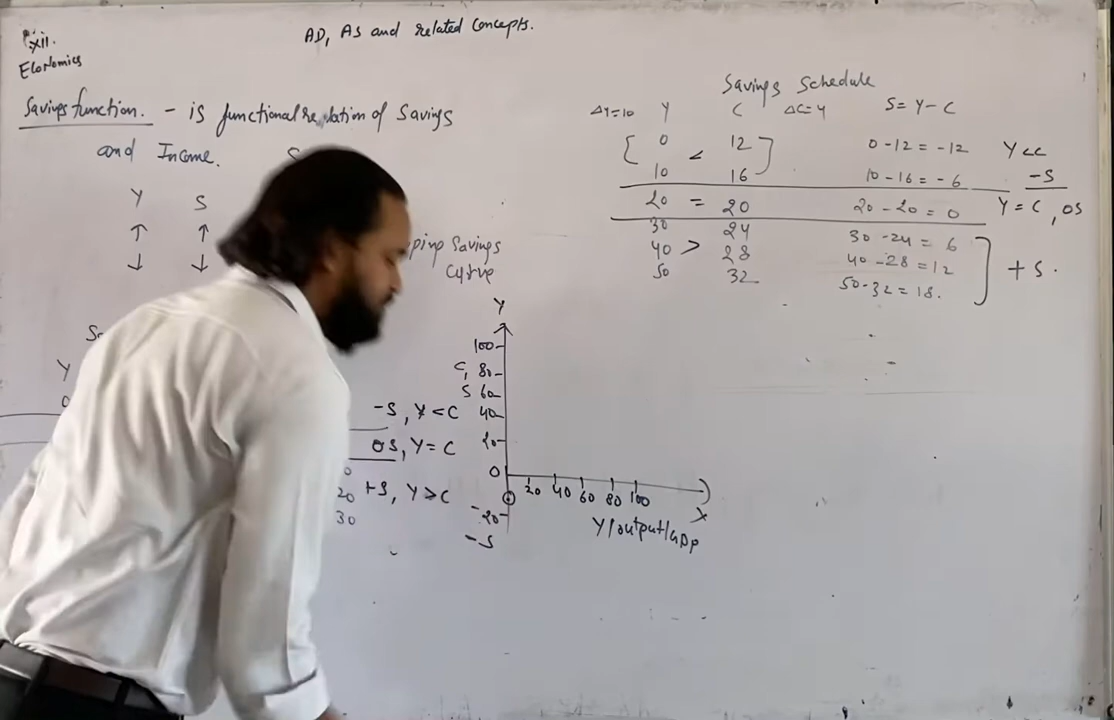 xii.
Economics
AD, AS and related Concepts.
Savings function. - is functional relation of Savings
and Income. S
Y S
↑ ↑
↓ ↓
ping Savings
Curve
Savings Schedule
ΔY=10 Y C ΔC=4 S= Y-C
0 < 12 0-12 = -12 Y<C
10 16 10-16 = -6 -S
20 = 20 20-20 = 0 Y=C, 0S
30 24 30-24 = 6
40 > 28 40-28 = 12 +S.
50 32 50-32 = 18.
Y
-S, Y<C
0S, Y=C
20 +S, Y>C
30
Y
100
C, 80
S 60
40
20
0
0 20 40 60 80 100
X
-20
-S
Y/output/GDP